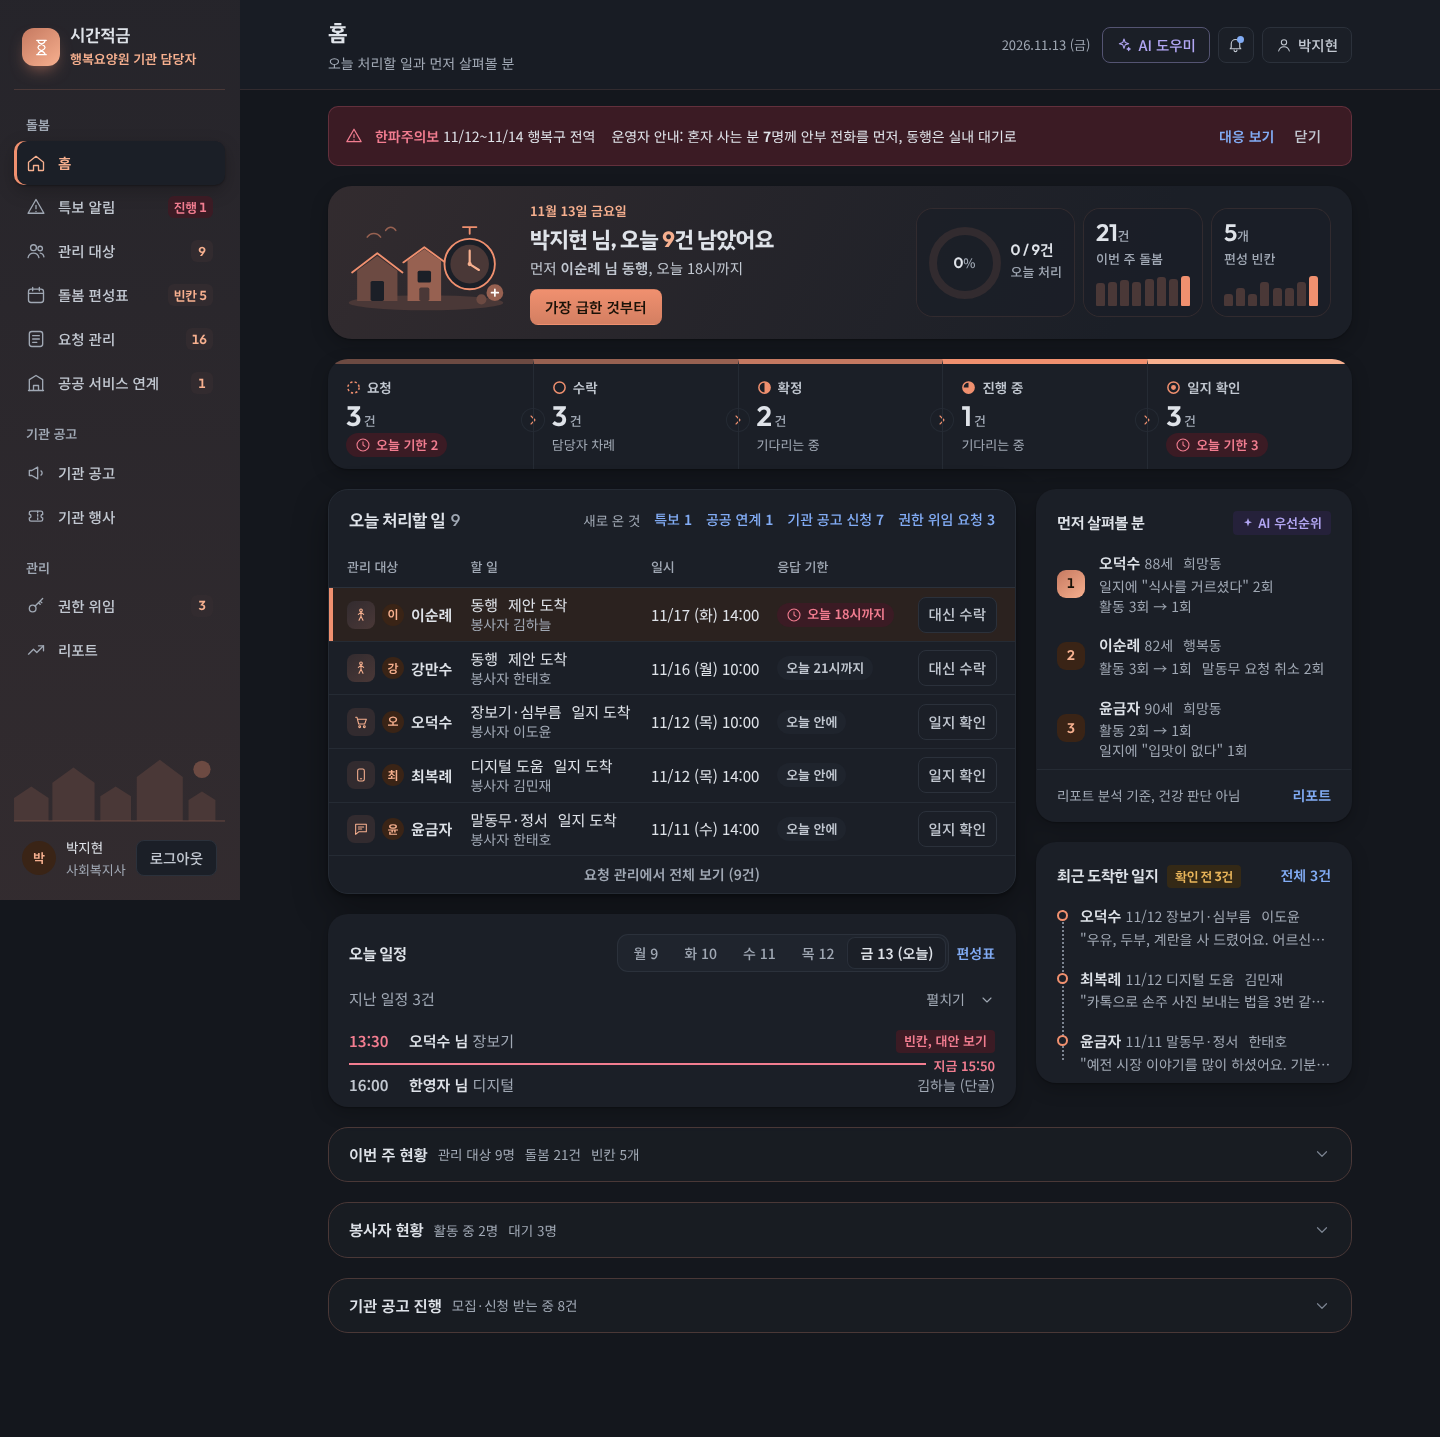 시간적금
행복요양원 기관 담당자
돌봄
홈
특보 알림 진행 1
관리 대상 9
돌봄 편성표 빈칸 5
요청 관리 16
공공 서비스 연계 1
기관 공고
기관 공고
기관 행사
관리
권한 위임 3
리포트
박 박지현
사회복지사
로그아웃
홈
오늘 처리할 일과 먼저 살펴볼 분
2026.11.13 (금) AI 도우미 박지현
한파주의보 11/12~11/14 행복구 전역 운영자 안내: 혼자 사는 분 7명께 안부 전화를 먼저, 동행은 실내 대기로 대응 보기 닫기
11월 13일 금요일
박지현 님, 오늘 9건 남았어요
먼저 이순례 님 동행, 오늘 18시까지
가장 급한 것부터
0%
0 / 9건
오늘 처리
21건
이번 주 돌봄
5개
편성 빈칸
요청
3건
오늘 기한 2
수락
3건
담당자 차례
확정
2건
기다리는 중
진행 중
1건
기다리는 중
일지 확인
3건
오늘 기한 3
오늘 처리할 일 9 새로 온 것 특보 1 공공 연계 1 기관 공고 신청 7 권한 위임 요청 3
관리 대상 할 일 일시 응답 기한
이 이순례 동행 제안 도착 11/17 (화) 14:00 오늘 18시까지 대신 수락
봉사자 김하늘
강 강만수 동행 제안 도착 11/16 (월) 10:00 오늘 21시까지 대신 수락
봉사자 한태호
오 오덕수 장보기·심부름 일지 도착 11/12 (목) 10:00 오늘 안에 일지 확인
봉사자 이도윤
최 최복례 디지털 도움 일지 도착 11/12 (목) 14:00 오늘 안에 일지 확인
봉사자 김민재
윤 윤금자 말동무·정서 일지 도착 11/11 (수) 14:00 오늘 안에 일지 확인
봉사자 한태호
요청 관리에서 전체 보기 (9건)
먼저 살펴볼 분 AI 우선순위
1 오덕수 88세 희망동
일지에 "식사를 거르셨다" 2회
활동 3회 → 1회
2 이순례 82세 행복동
활동 3회 → 1회 말동무 요청 취소 2회
3 윤금자 90세 희망동
활동 2회 → 1회
일지에 "입맛이 없다" 1회
리포트 분석 기준, 건강 판단 아님 리포트
최근 도착한 일지 확인 전 3건 전체 3건
오덕수 11/12 장보기·심부름 이도윤
"우유, 두부, 계란을 사 드렸어요. 어르신…
최복례 11/12 디지털 도움 김민재
"카톡으로 손주 사진 보내는 법을 3번 같…
윤금자 11/11 말동무·정서 한태호
"예전 시장 이야기를 많이 하셨어요. 기분…
오늘 일정 월 9 화 10 수 11 목 12 금 13 (오늘) 편성표
지난 일정 3건 펼치기
13:30 오덕수 님 장보기 빈칸, 대안 보기
지금 15:50
16:00 한영자 님 디지털 김하늘 (단골)
이번 주 현황 관리 대상 9명 돌봄 21건 빈칸 5개
봉사자 현황 활동 중 2명 대기 3명
기관 공고 진행 모집·신청 받는 중 8건